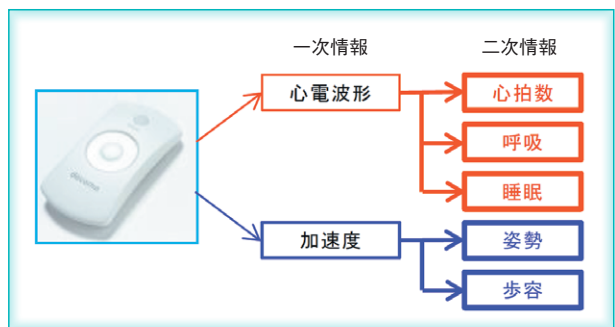 一次情報
二次情報
心電波形
心拍数
呼吸
睡眠
docomo
加速度
姿勢
歩容